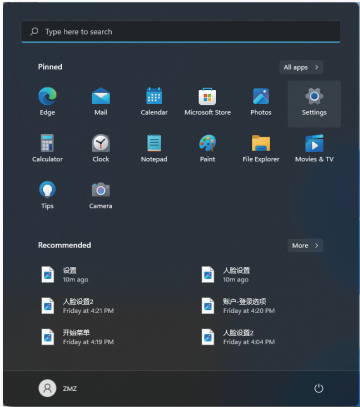 Type here to search
Pinned
All apps >
Edge
Mail
Calendar
Microsoft Store
Photos
Settings
Calculator
Clock
Notepad
Paint
File Explorer
Movies & TV
Tips
Camera
Recommended
More >
设置
10m ago
人脸设置
10m ago
人脸设置2
Friday at 4:21 PM
账户-登录选项
Friday at 4:20 PM
开始菜单
Friday at 4:19 PM
人脸设置2
Friday at 4:04 PM
ZMZ